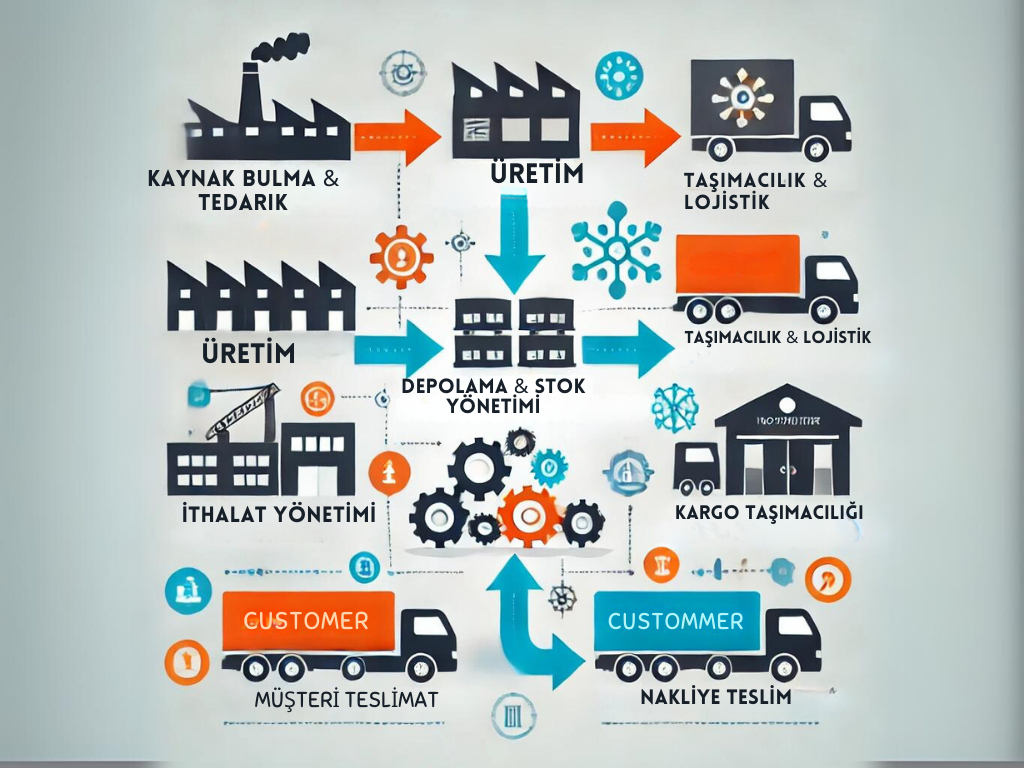 KAYNAK BULMA &
TEDARIK
ÜRETİM
TAŞIMACILIK &
LOJİSTİK
ÜRETİM
DEPOLAMA & STOK
YÖNETİMİ
TAŞIMACILIK & LOJİSTİK
İTHALAT YÖNETİMİ
KARGO TAŞIMACILIĞI
CUSTOMER
MÜŞTERİ TESLİMAT
CUSTOMMER
NAKLİYE TESLİM